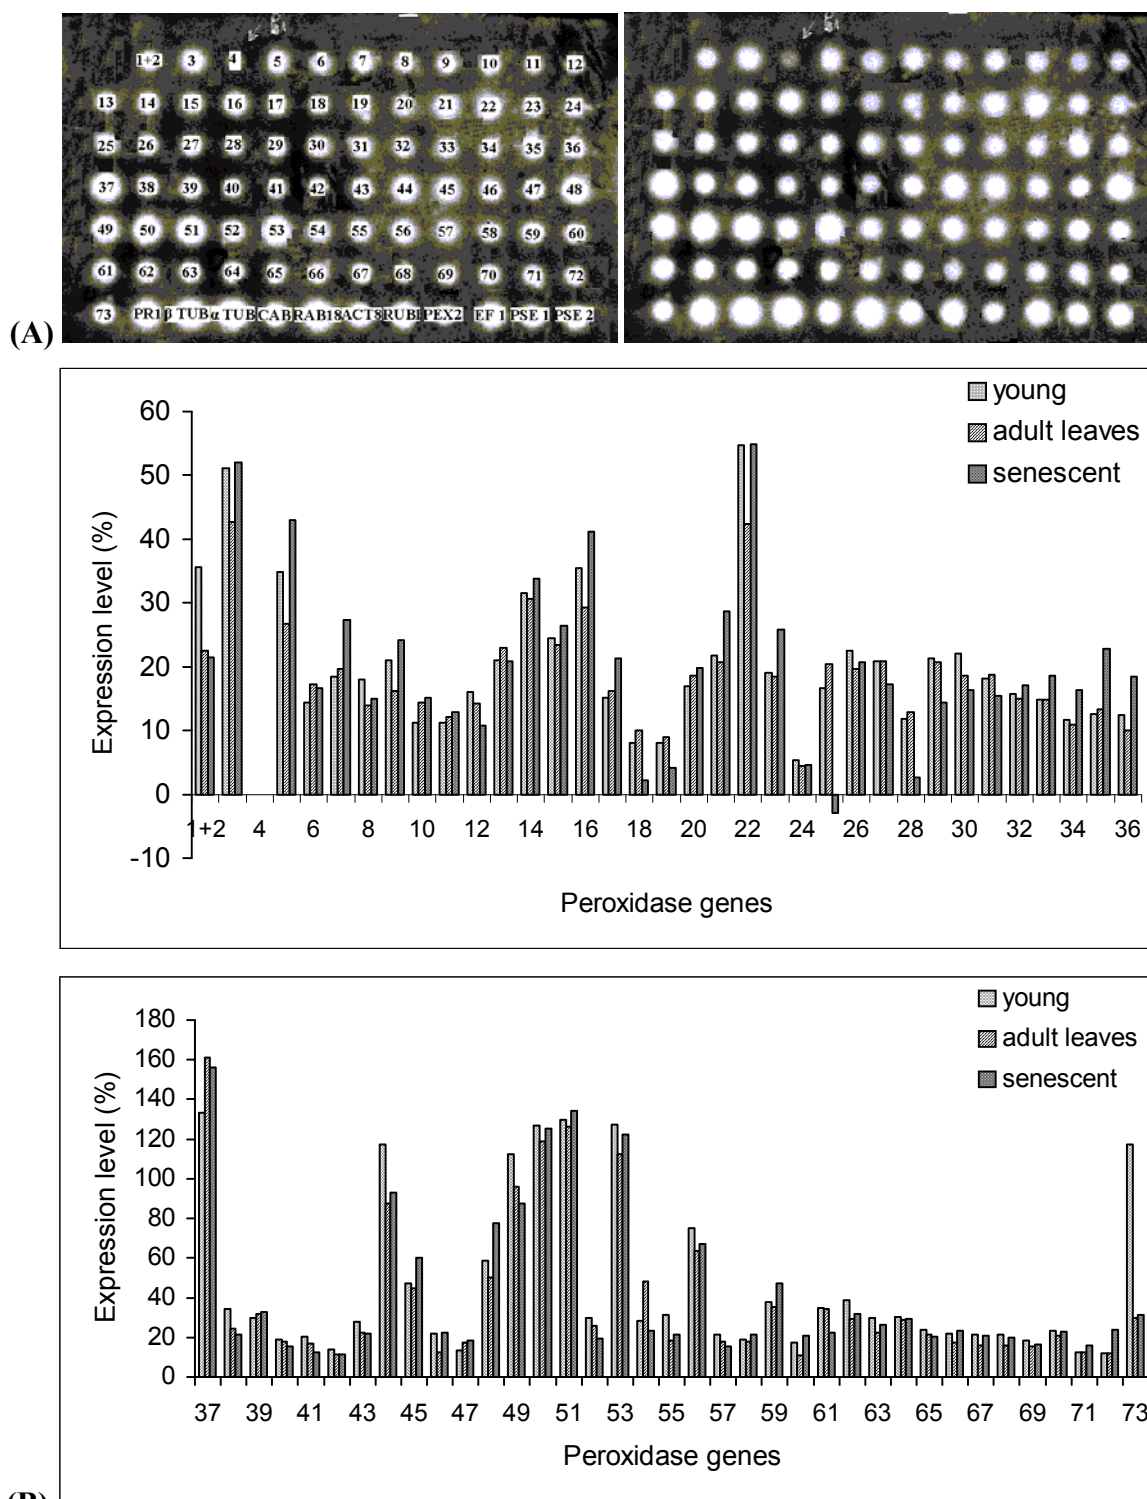 1+2 3 4 5 6 7 8 9 10 11 12
13 14 15 16 17 18 19 20 21 22 23 24
25 26 27 28 29 30 31 32 33 34 35 36
37 38 39 40 41 42 43 44 45 46 47 48
49 50 51 52 53 54 55 56 57 58 59 60
61 62 63 64 65 66 67 68 69 70 71 72
73 PR1 β TUB α TUB CAB RAB18 ACT8 RUBI PEX2 EF 1 PSE 1 PSE 2
(A)
young
adult leaves
senescent
60
50
40
30
20
10
0
-10
Expression level (%)
1+2 4 6 8 10 12 14 16 18 20 22 24 26 28 30 32 34 36
Peroxidase genes
young
adult leaves
senescent
180
160
140
120
100
80
60
40
20
0
Expression level (%)
37 39 41 43 45 47 49 51 53 55 57 59 61 63 65 67 69 71 73
Peroxidase genes